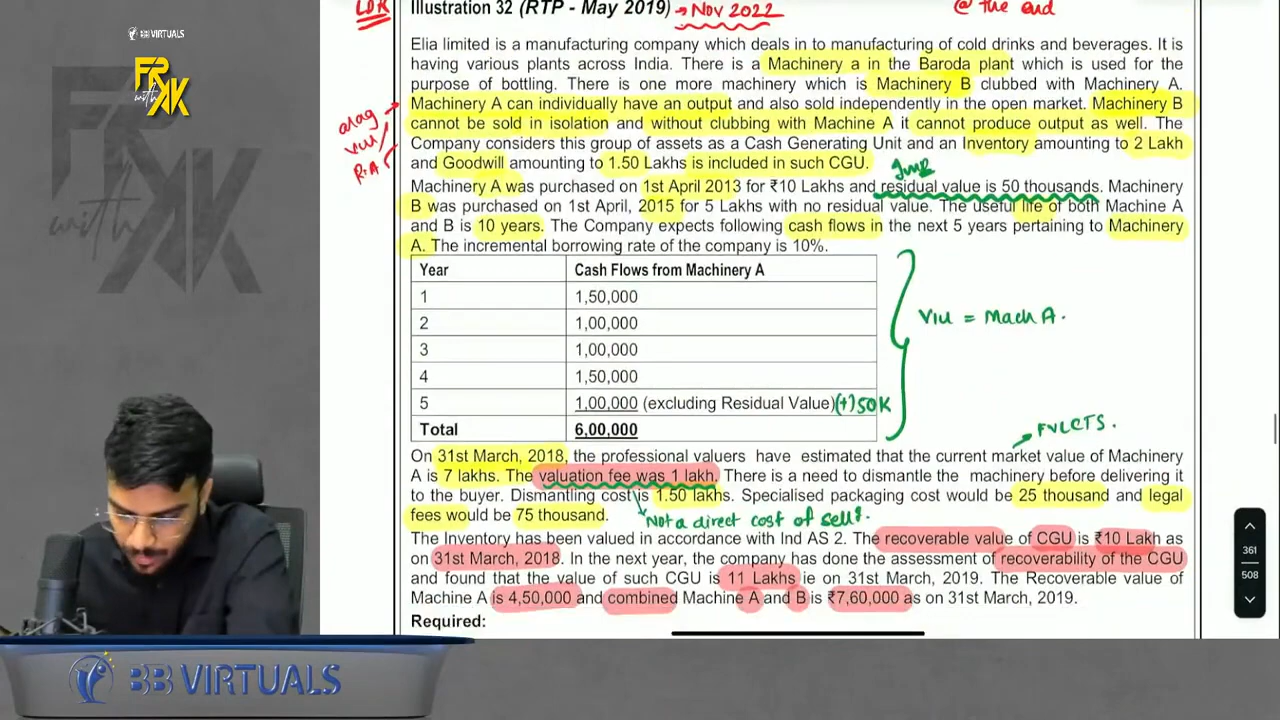 LDR
Illustration 32 (RTP - May 2019) → Nov 2022
@ the end
BB VIRTUALS
FR
with
AK
FR
with
AK
Elia limited is a manufacturing company which deals in to manufacturing of cold drinks and beverages. It is
having various plants across India. There is a Machinery a in the Baroda plant which is used for the
purpose of bottling. There is one more machinery which is Machinery B clubbed with Machinery A.
Machinery A can individually have an output and also sold independently in the open market. Machinery B
cannot be sold in isolation and without clubbing with Machine A it cannot produce output as well. The
Company considers this group of assets as a Cash Generating Unit and an Inventory amounting to 2 Lakh
and Goodwill amounting to 1.50 Lakhs is included in such CGU.
alag
VIU/
R.A
Machinery A was purchased on 1st April 2013 for ₹10 Lakhs and residual value is 50 thousands. Machinery
B was purchased on 1st April, 2015 for 5 Lakhs with no residual value. The useful life of both Machine A
and B is 10 years. The Company expects following cash flows in the next 5 years pertaining to Machinery
A. The incremental borrowing rate of the company is 10%.
Year Cash Flows from Machinery A
1 1,50,000
2 1,00,000
3 1,00,000
4 1,50,000
5 1,00,000 (excluding Residual Value) (+) 50K
Total 6,00,000
VIU = Mach A.
FVLCTS.
On 31st March, 2018, the professional valuers have estimated that the current market value of Machinery
A is 7 lakhs. The valuation fee was 1 lakh. There is a need to dismantle the machinery before delivering it
to the buyer. Dismantling cost is 1.50 lakhs. Specialised packaging cost would be 25 thousand and legal
fees would be 75 thousand.
Not a direct cost of sell.
The Inventory has been valued in accordance with Ind AS 2. The recoverable value of CGU is ₹10 Lakh as
on 31st March, 2018. In the next year, the company has done the assessment of recoverability of the CGU
and found that the value of such CGU is 11 Lakhs ie on 31st March, 2019. The Recoverable value of
Machine A is 4,50,000 and combined Machine A and B is ₹7,60,000 as on 31st March, 2019.
Required:
361
508
BB VIRTUALS